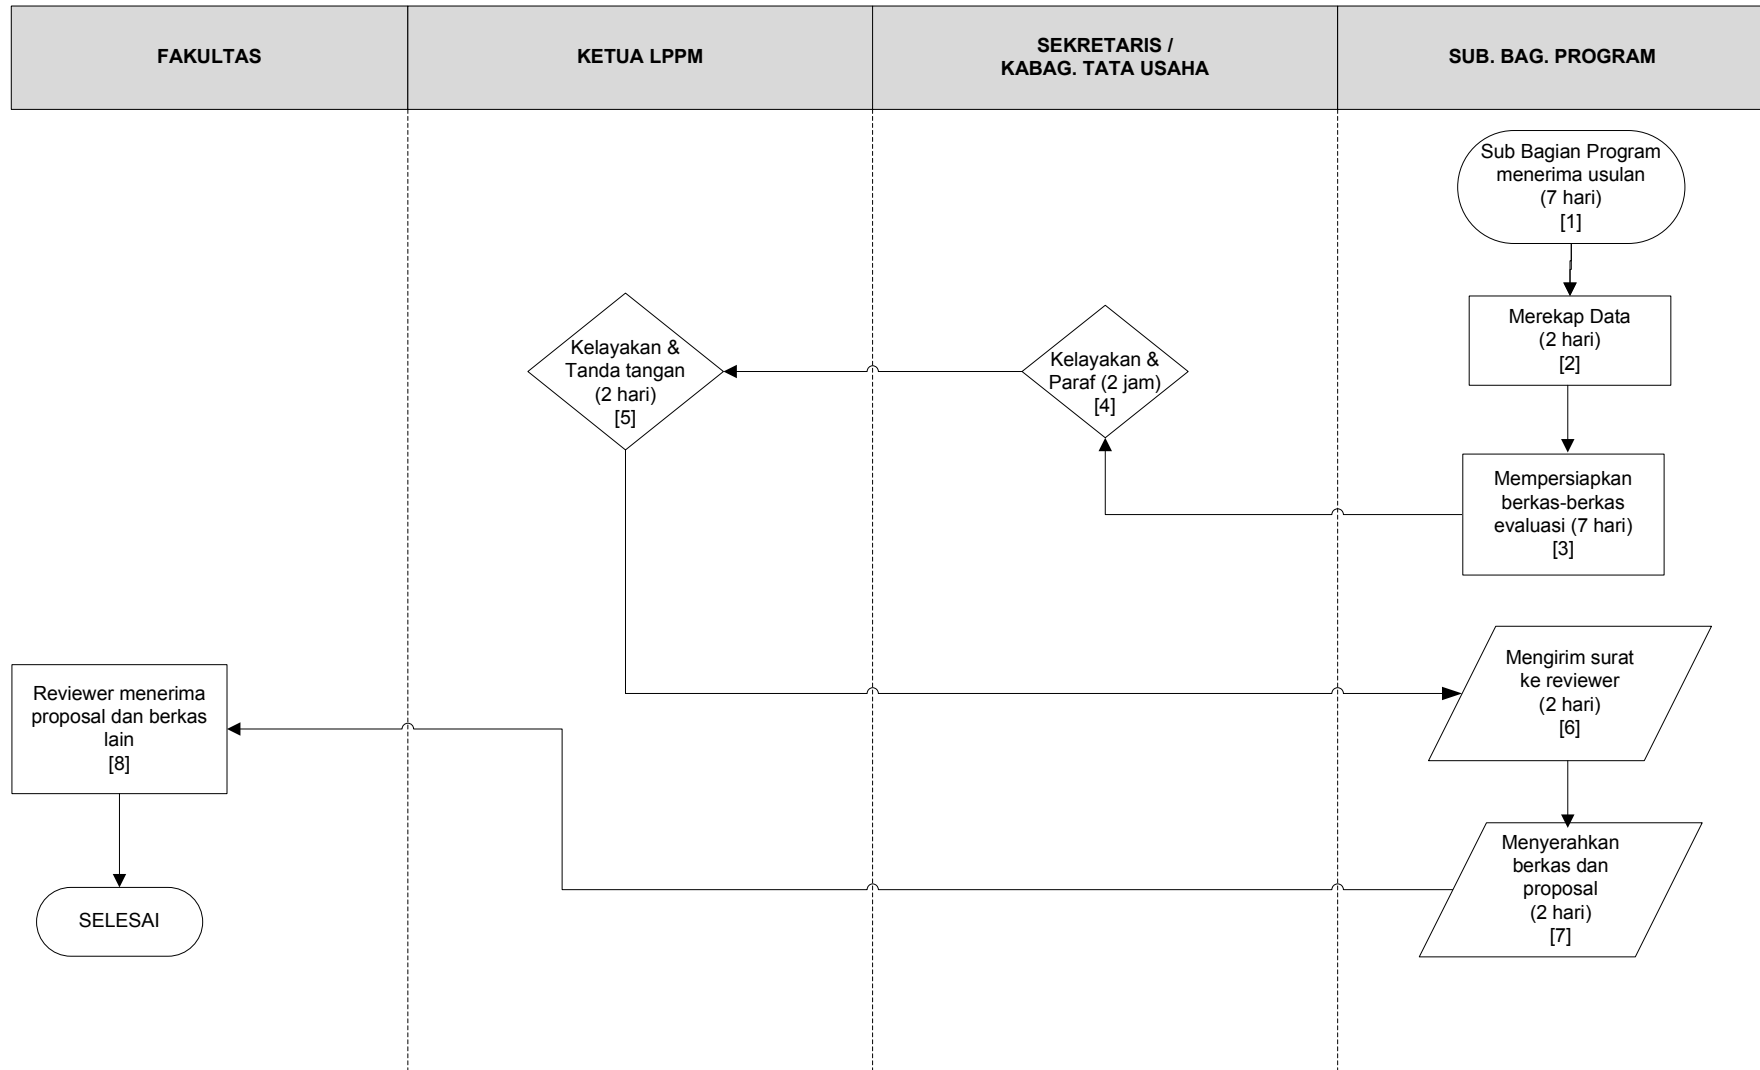 FAKULTAS
KETUA LPPM
SEKRETARIS /
KABAG. TATA USAHA
SUB. BAG. PROGRAM
Sub Bagian Program
menerima usulan
(7 hari)
[1]
Merekap Data
(2 hari)
[2]
Mempersiapkan
berkas-berkas
evaluasi (7 hari)
[3]
Kelayakan &
Paraf (2 jam)
[4]
Kelayakan &
Tanda tangan
(2 hari)
[5]
Mengirim surat
ke reviewer
(2 hari)
[6]
Menyerahkan
berkas dan
proposal
(2 hari)
[7]
Reviewer menerima
proposal dan berkas
lain
[8]
SELESAI